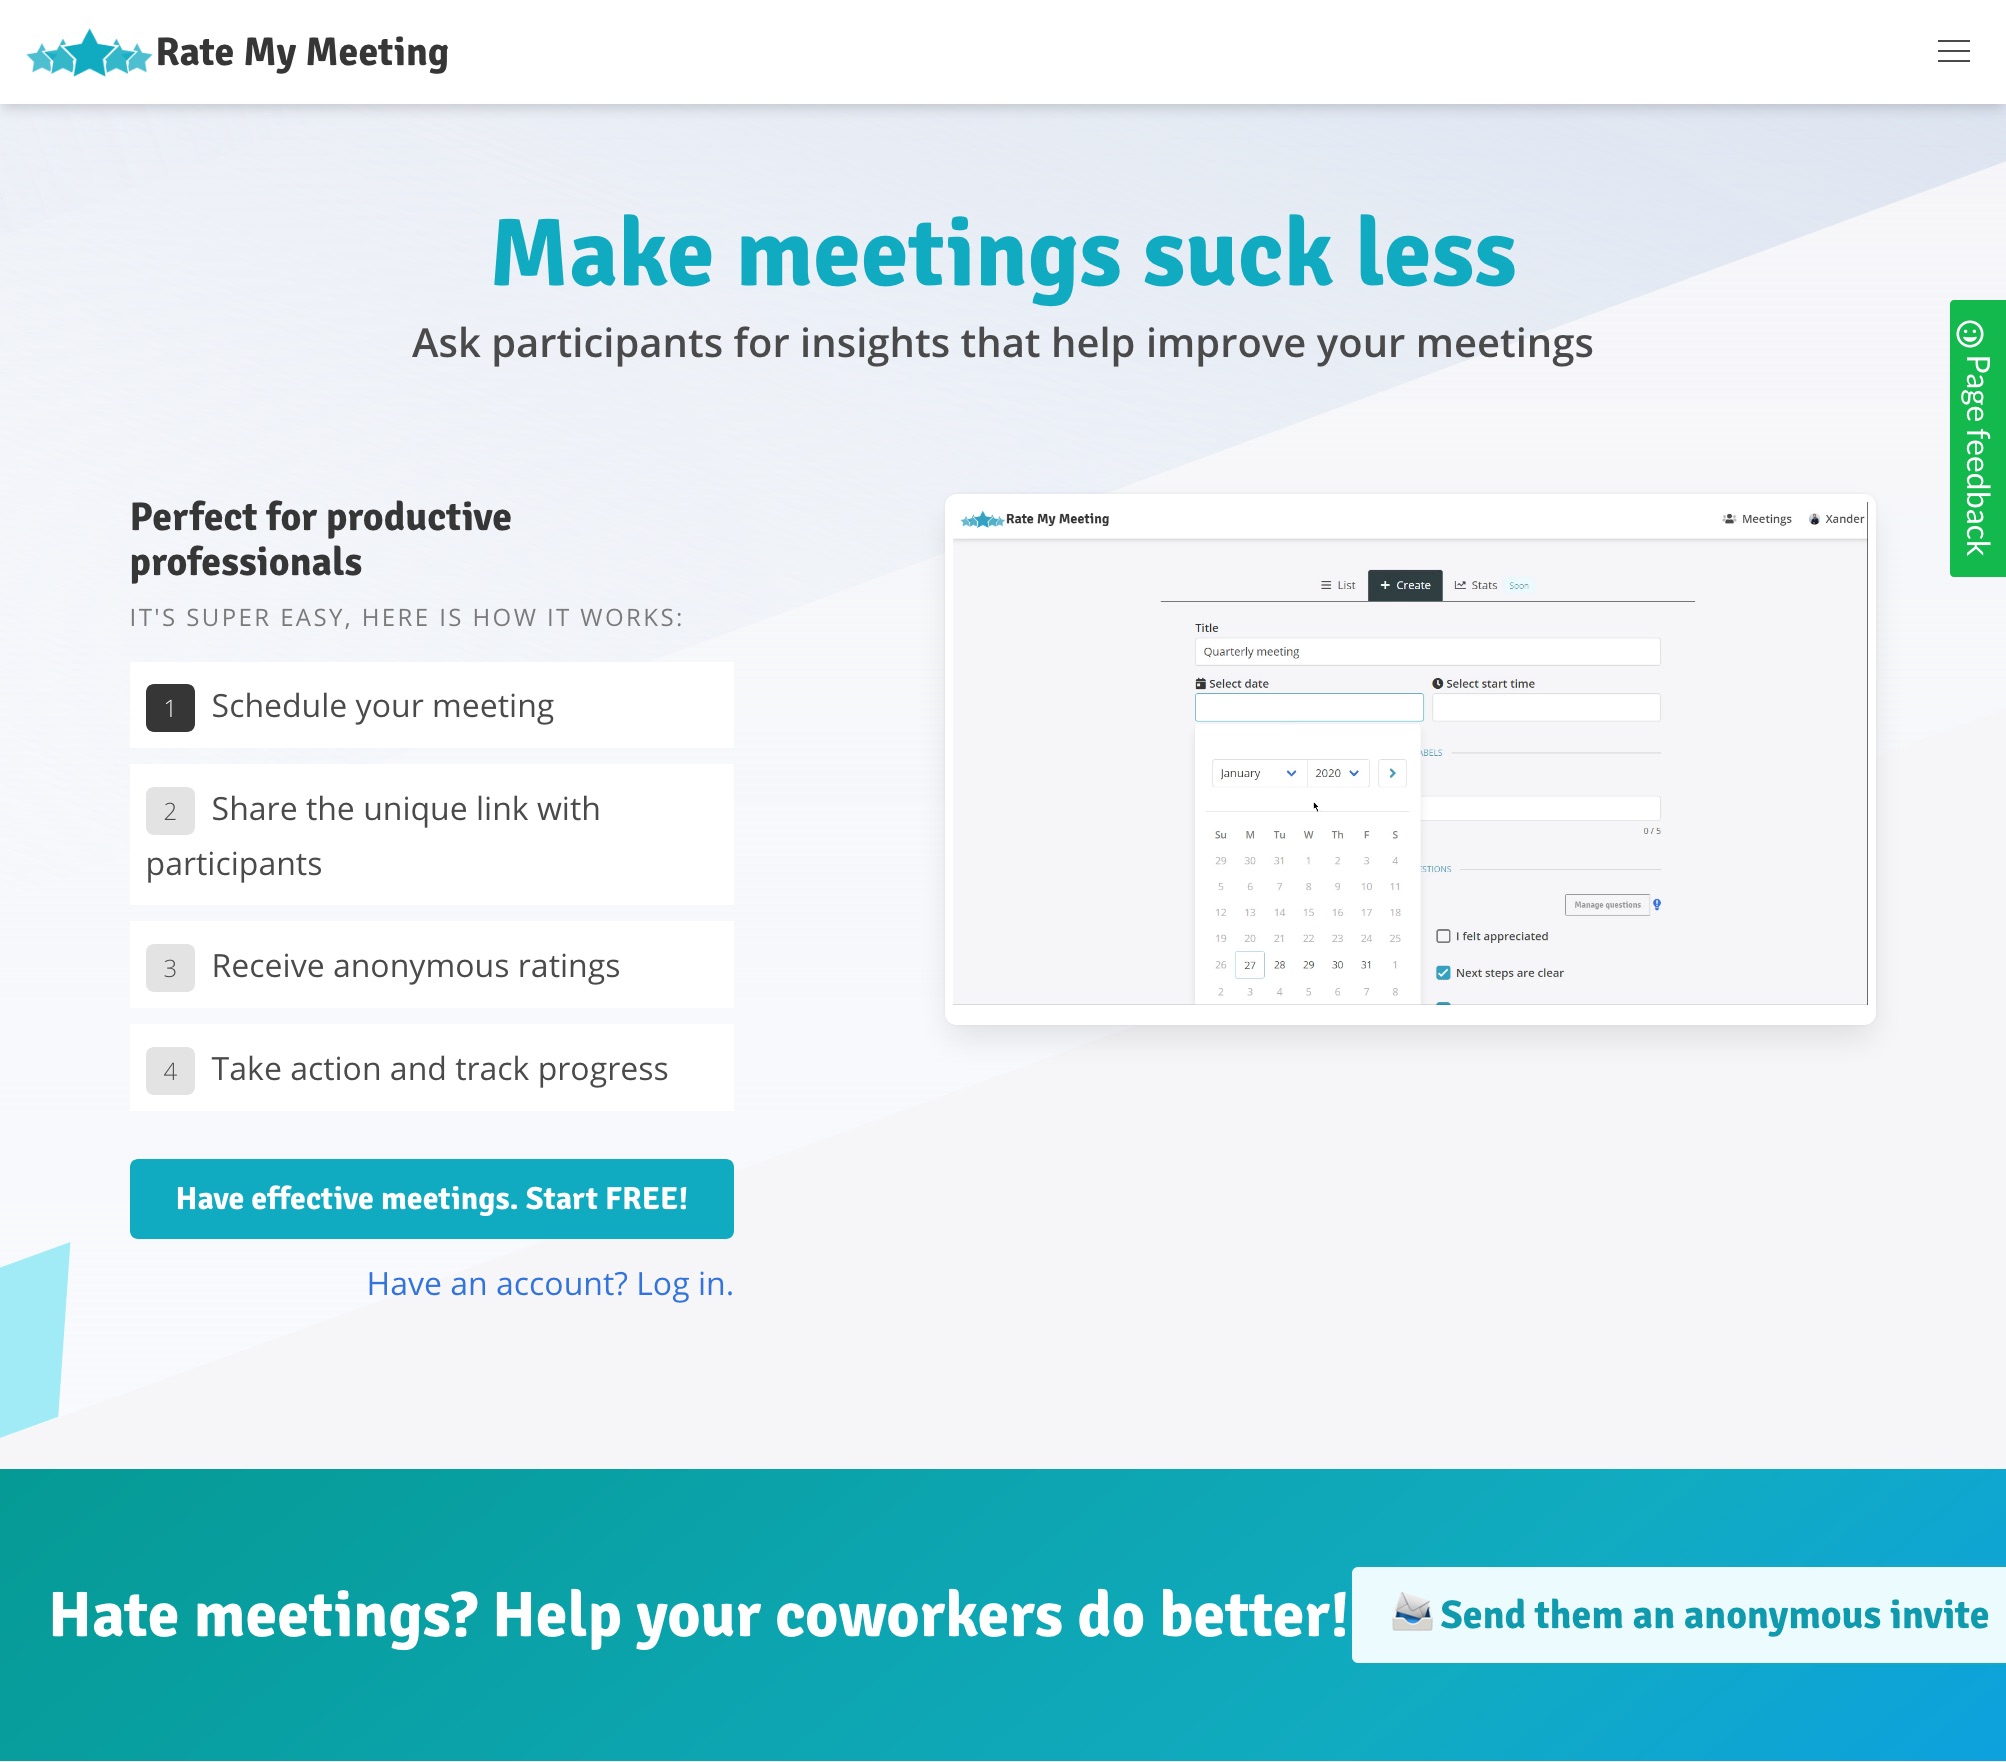 Rate My Meeting
Make meetings suck less
Ask participants for insights that help improve your meetings
Page feedback
Perfect for productive
professionals
IT'S SUPER EASY, HERE IS HOW IT WORKS:
1 Schedule your meeting
2 Share the unique link with
participants
3 Receive anonymous ratings
4 Take action and track progress
Have effective meetings. Start FREE!
Have an account? Log in.
Rate My Meeting Meetings Xander
List Create Stats Soon
Title
Quarterly meeting
Select date Select start time
ABELS
January 2020
0 / 5
Su M Tu W Th F S
29 30 31 1 2 3 4
5 6 7 8 9 10 11
STIONS
12 13 14 15 16 17 18
Manage questions
19 20 21 22 23 24 25
I felt appreciated
26 27 28 29 30 31 1
Next steps are clear
2 3 4 5 6 7 8
Hate meetings? Help your coworkers do better!
Send them an anonymous invite